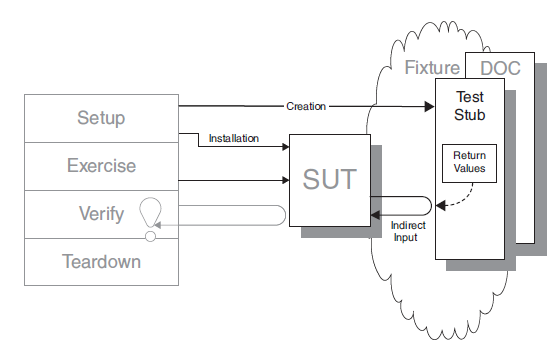 Setup
Exercise
Verify
Teardown
Creation
Installation
SUT
Fixture
DOC
Test
Stub
Return
Values
Indirect
Input